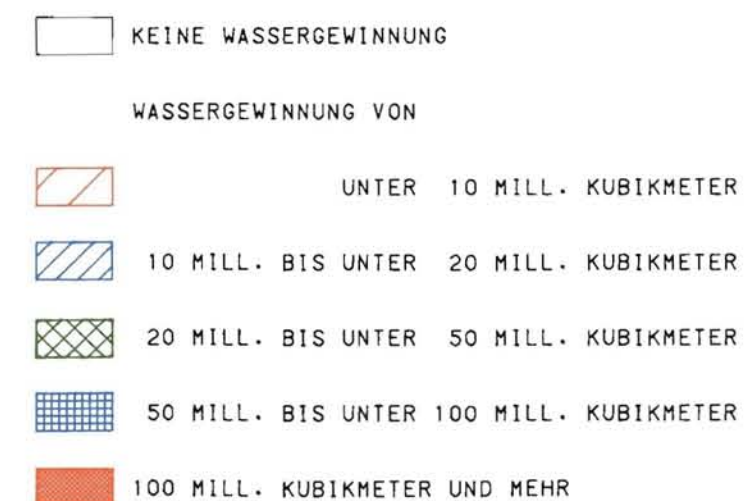 KEINE WASSERGEWINNUNG
WASSERGEWINNUNG VON
UNTER 10 MILL. KUBIKMETER
10 MILL. BIS UNTER 20 MILL. KUBIKMETER
20 MILL. BIS UNTER 50 MILL. KUBIKMETER
50 MILL. BIS UNTER 100 MILL. KUBIKMETER
100 MILL. KUBIKMETER UND MEHR